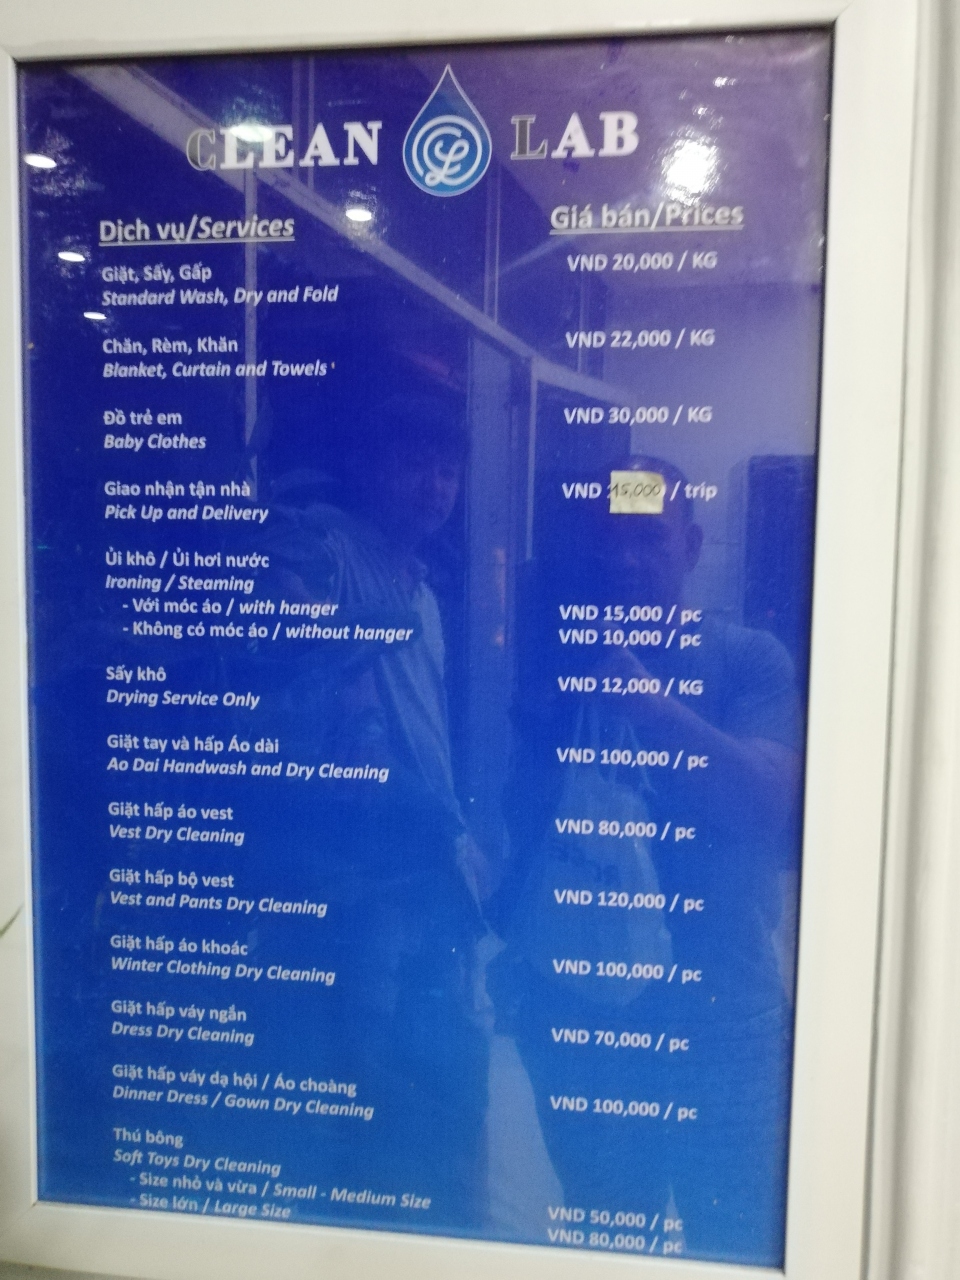 CLEAN LAB
Dịch vụ/Services
Giá bán/Prices
Giặt, Sấy, Gấp
Standard Wash, Dry and Fold
VND 20,000 / KG
Chăn, Rèm, Khăn
Blanket, Curtain and Towels
VND 22,000 / KG
Đồ trẻ em
Baby Clothes
VND 30,000 / KG
Giao nhận tận nhà
Pick Up and Delivery
VND 15,000 / trip
Ủi khô / Ủi hơi nước
Ironing / Steaming
- Với móc áo / with hanger
VND 15,000 / pc
- Không có móc áo / without hanger
VND 10,000 / pc
Sấy khô
Drying Service Only
VND 12,000 / KG
Giặt tay và hấp Áo dài
Ao Dai Handwash and Dry Cleaning
VND 100,000 / pc
Giặt hấp áo vest
Vest Dry Cleaning
VND 80,000 / pc
Giặt hấp bộ vest
Vest and Pants Dry Cleaning
VND 120,000 / pc
Giặt hấp áo khoác
Winter Clothing Dry Cleaning
VND 100,000 / pc
Giặt hấp váy ngắn
Dress Dry Cleaning
VND 70,000 / pc
Giặt hấp váy dạ hội / Áo choàng
Dinner Dress / Gown Dry Cleaning
VND 100,000 / pc
Thú bông
Soft Toys Dry Cleaning
- Size nhỏ và vừa / Small - Medium Size
VND 50,000 / pc
- Size lớn / Large Size
VND 80,000 / pc